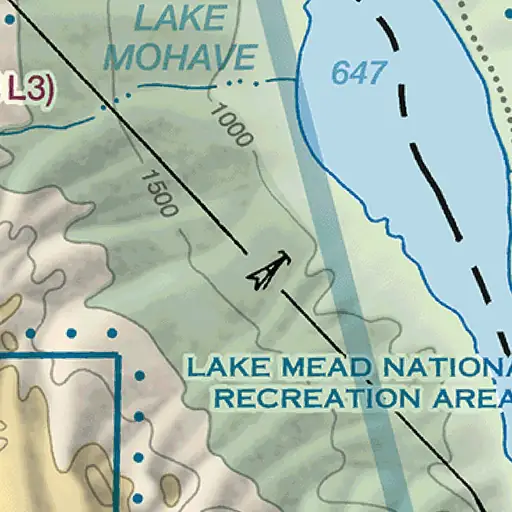 LAKE
MOHAVE
647
L3)
1000
1500
LAKE MEAD NATIONA
RECREATION AREA